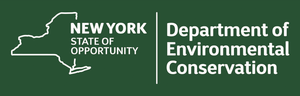 NEW YORK
STATE OF
OPPORTUNITY
Department of
Environmental
Conservation